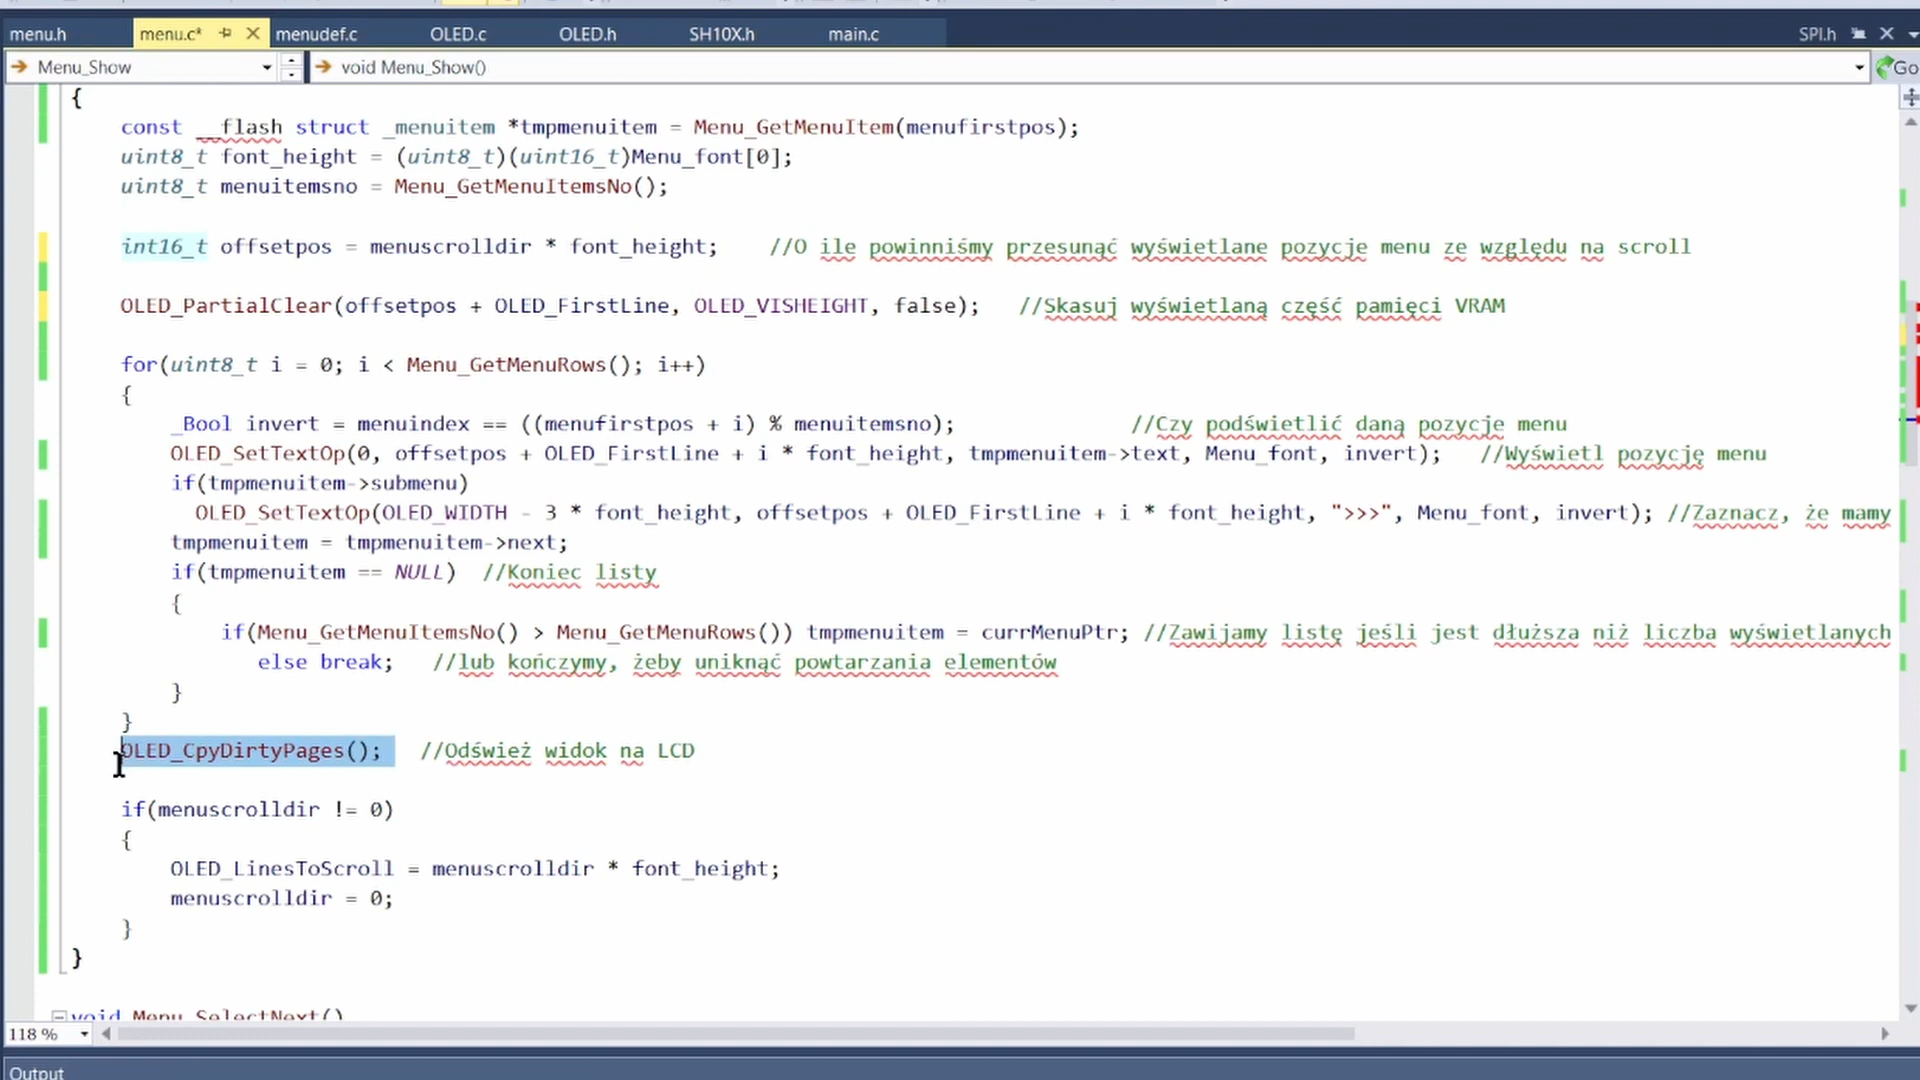 menu.h menu.c* menudef.c OLED.c OLED.h SH10X.h main.c SPI.h
Menu_Show void Menu_Show() Go
{
const __flash struct _menuitem *tmpmenuitem = Menu_GetMenuItem(menufirstpos);
uint8_t font_height = (uint8_t)(uint16_t)Menu_font[0];
uint8_t menuitemsno = Menu_GetMenuItemsNo();
int16_t offsetpos = menuscrolldir * font_height; //O ile powinniśmy przesunąć wyświetlane pozycje menu ze względu na scroll
OLED_PartialClear(offsetpos + OLED_FirstLine, OLED_VISHEIGHT, false); //Skasuj wyświetlaną część pamięci VRAM
for(uint8_t i = 0; i < Menu_GetMenuRows(); i++)
{
_Bool invert = menuindex == ((menufirstpos + i) % menuitemsno); //Czy podświetlić daną pozycje menu
OLED_SetTextOp(0, offsetpos + OLED_FirstLine + i * font_height, tmpmenuitem->text, Menu_font, invert); //Wyświetl pozycję menu
if(tmpmenuitem->submenu)
OLED_SetTextOp(OLED_WIDTH - 3 * font_height, offsetpos + OLED_FirstLine + i * font_height, ">>>", Menu_font, invert); //Zaznacz, że mamy
tmpmenuitem = tmpmenuitem->next;
if(tmpmenuitem == NULL) //Koniec listy
{
if(Menu_GetMenuItemsNo() > Menu_GetMenuRows()) tmpmenuitem = currMenuPtr; //Zawijamy listę jeśli jest dłuższa niż liczba wyświetlanych
else break; //lub kończymy, żeby uniknąć powtarzania elementów
}
}
OLED_CpyDirtyPages(); //Odśwież widok na LCD
if(menuscrolldir != 0)
{
OLED_LinesToScroll = menuscrolldir * font_height;
menuscrolldir = 0;
}
}
void Menu_SelectNext()
118 %
Output